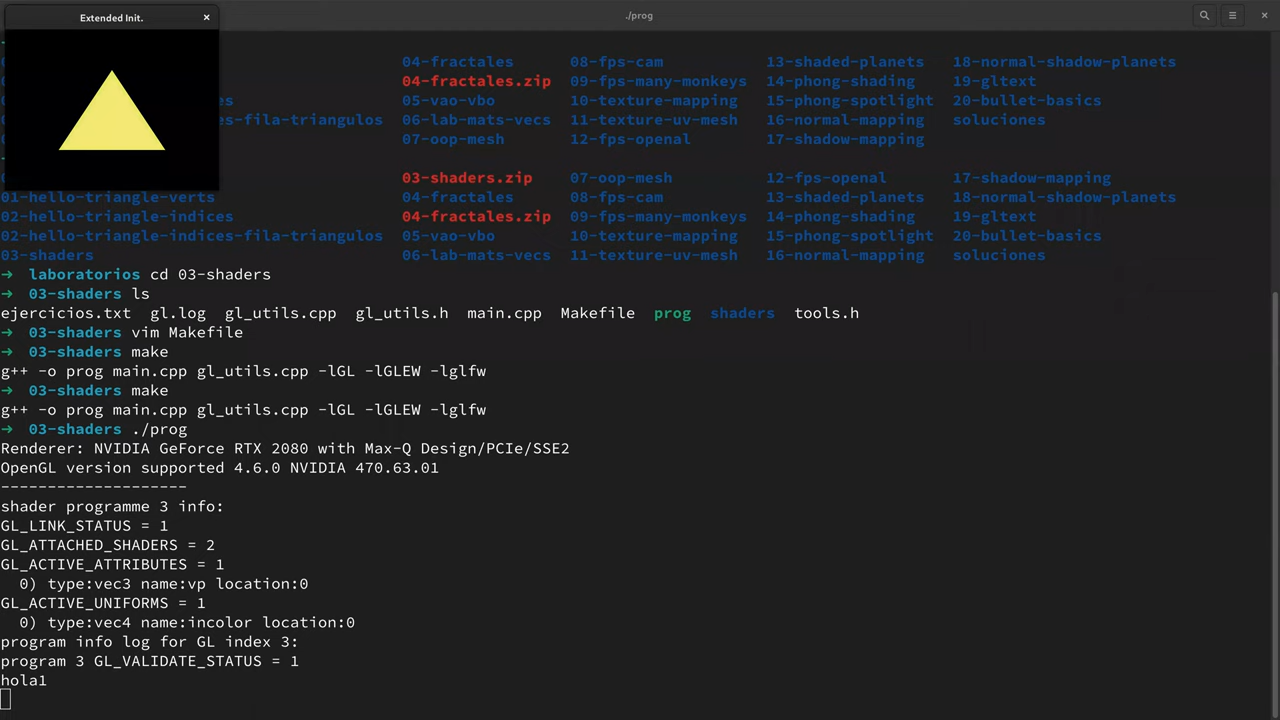 Extended Init. ×
./prog ×
04-fractales 08-fps-cam 13-shaded-planets 18-normal-shadow-planets
04-fractales.zip 09-fps-many-monkeys 14-phong-shading 19-gltext
es 05-vao-vbo 10-texture-mapping 15-phong-spotlight 20-bullet-basics
es-fila-triangulos 06-lab-mats-vecs 11-texture-uv-mesh 16-normal-mapping soluciones
07-oop-mesh 12-fps-openal 17-shadow-mapping
03-shaders.zip 07-oop-mesh 12-fps-openal 17-shadow-mapping
01-hello-triangle-verts 04-fractales 08-fps-cam 13-shaded-planets 18-normal-shadow-planets
02-hello-triangle-indices 04-fractales.zip 09-fps-many-monkeys 14-phong-shading 19-gltext
02-hello-triangle-indices-fila-triangulos 05-vao-vbo 10-texture-mapping 15-phong-spotlight 20-bullet-basics
03-shaders 06-lab-mats-vecs 11-texture-uv-mesh 16-normal-mapping soluciones
→ laboratorios cd 03-shaders
→ 03-shaders ls
ejercicios.txt gl.log gl_utils.cpp gl_utils.h main.cpp Makefile prog shaders tools.h
→ 03-shaders vim Makefile
→ 03-shaders make
g++ -o prog main.cpp gl_utils.cpp -lGL -lGLEW -lglfw
→ 03-shaders make
g++ -o prog main.cpp gl_utils.cpp -lGL -lGLEW -lglfw
→ 03-shaders ./prog
Renderer: NVIDIA GeForce RTX 2080 with Max-Q Design/PCIe/SSE2
OpenGL version supported 4.6.0 NVIDIA 470.63.01
--------------------
shader programme 3 info:
GL_LINK_STATUS = 1
GL_ATTACHED_SHADERS = 2
GL_ACTIVE_ATTRIBUTES = 1
0) type:vec3 name:vp location:0
GL_ACTIVE_UNIFORMS = 1
0) type:vec4 name:incolor location:0
program info log for GL index 3:
program 3 GL_VALIDATE_STATUS = 1
hola1